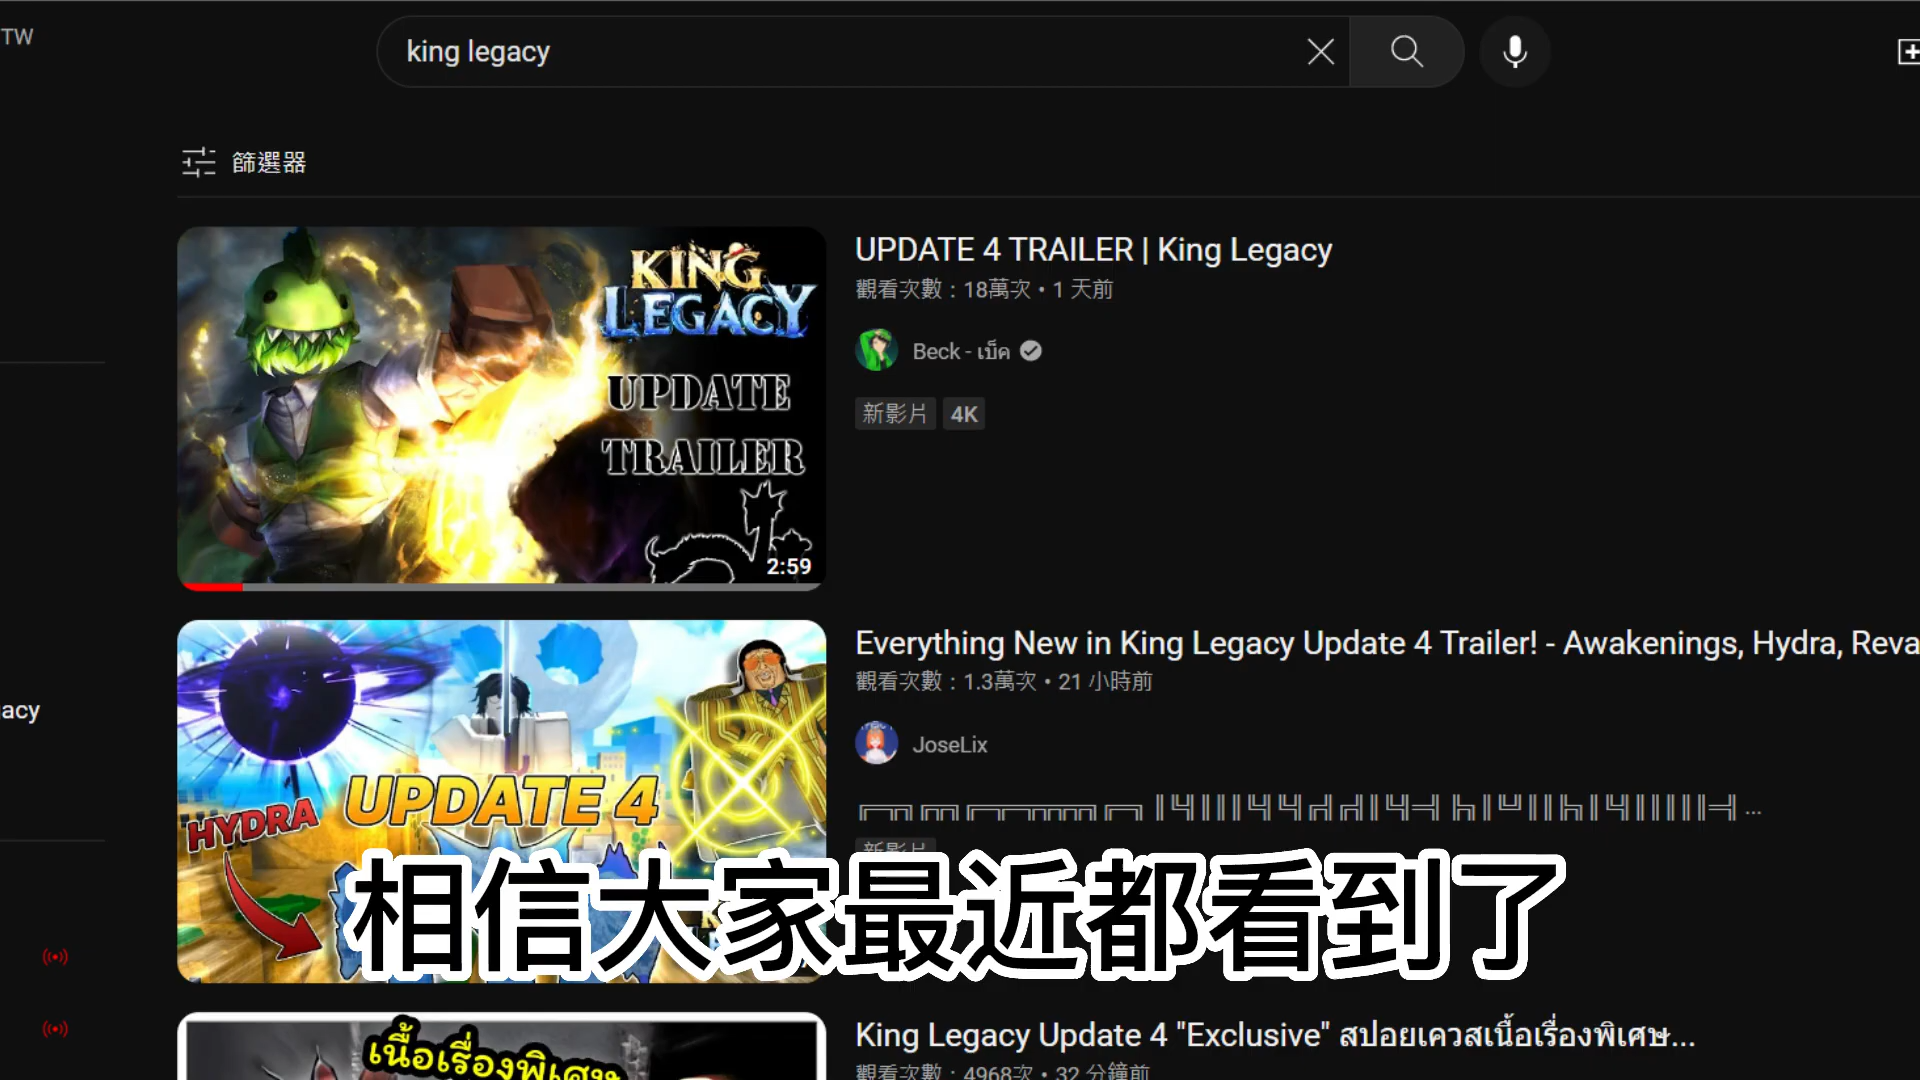 TW
king legacy
篩選器
KING
LEGACY
UPDATE
TRAILER
2:59
UPDATE 4 TRAILER | King Legacy
觀看次數：18萬次 • 1 天前
Beck - เบ็ค
新影片
4K
acy
HYDRA
UPDATE 4
Everything New in King Legacy Update 4 Trailer! - Awakenings, Hydra, Reva
觀看次數：1.3萬次 • 21 小時前
JoseLix
新影片
相信大家最近都看到了
เนื้อเรื่องพิเศษ
King Legacy Update 4 "Exclusive" สปอยเควสเนื้อเรื่องพิเศษ...
觀看次數：4968次 • 32 分鐘前